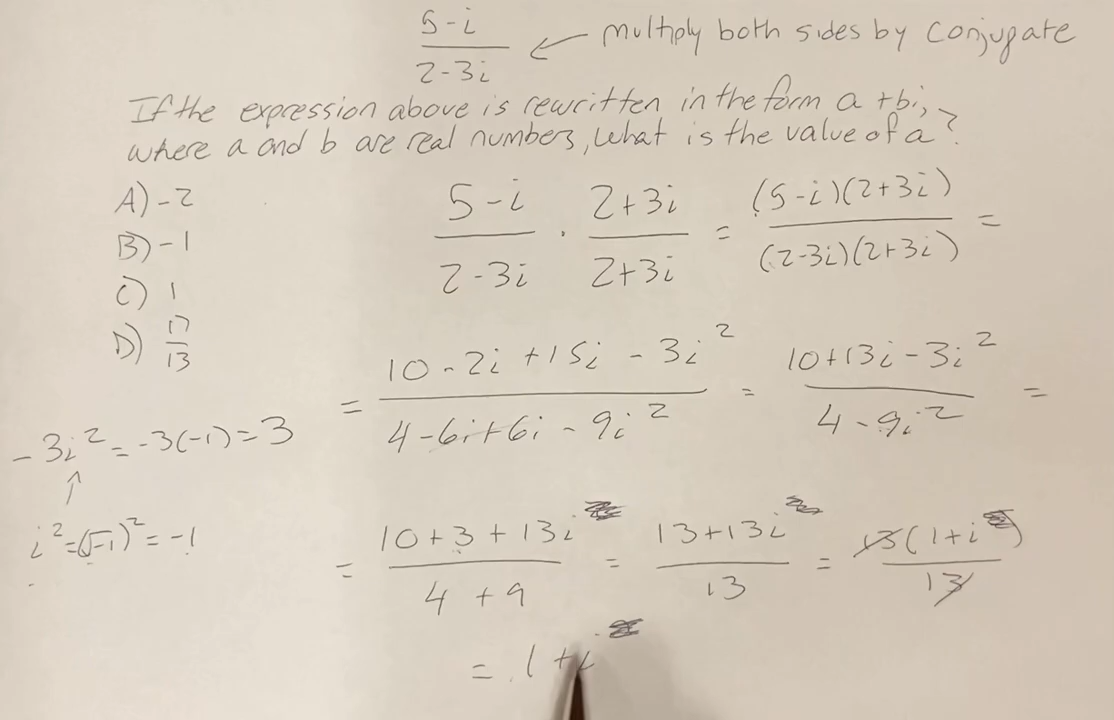 5-i
2-3i ← multiply both sides by conjugate
If the expression above is rewritten in the form a + bi,
where a and b are real numbers, what is the value of a?
A) -2
B) -1
C) 1
D) 17/13
5-i / 2-3i · 2+3i / 2+3i = (5-i)(2+3i) / (2-3i)(2+3i) =
= 10-2i+15i-3i² / 4-6i+6i-9i² = 10+13i-3i² / 4-9i² =
-3i² = -3(-1) = 3
↑
i² = (√-1)² = -1
= 10+3+13i / 4+9 = 13+13i / 13 = 13(1+i) / 13
= 1+i